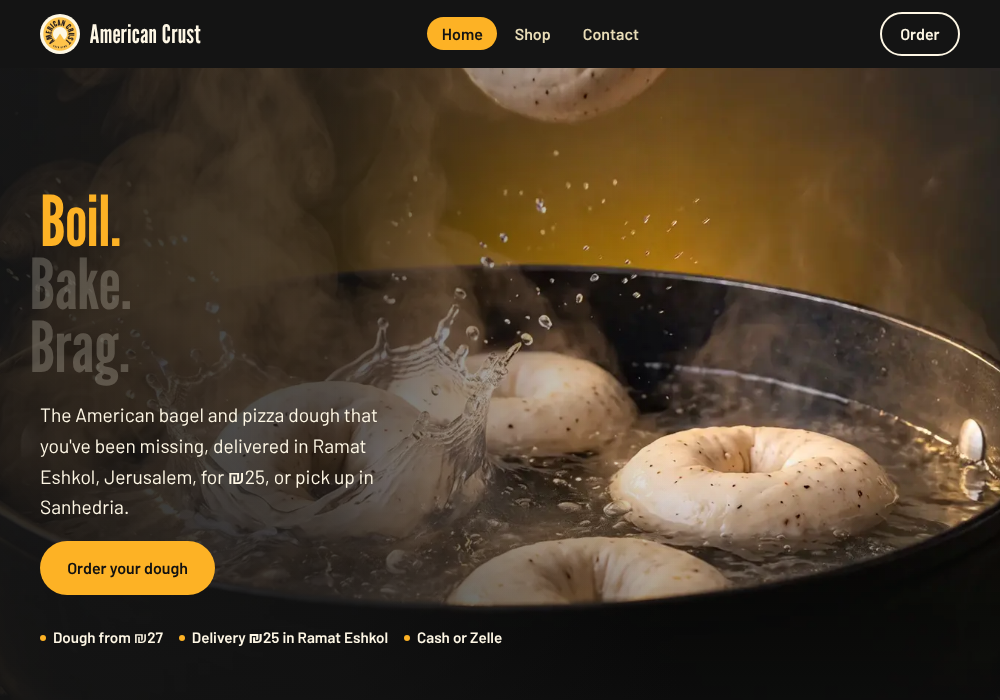 AMERICAN CRUST
American Crust
Home
Shop
Contact
Order
Boil.
Bake.
Brag.
The American bagel and pizza dough that
you've been missing, delivered in Ramat
Eshkol, Jerusalem, for ₪25, or pick up in
Sanhedria.
Order your dough
Dough from ₪27
Delivery ₪25 in Ramat Eshkol
Cash or Zelle